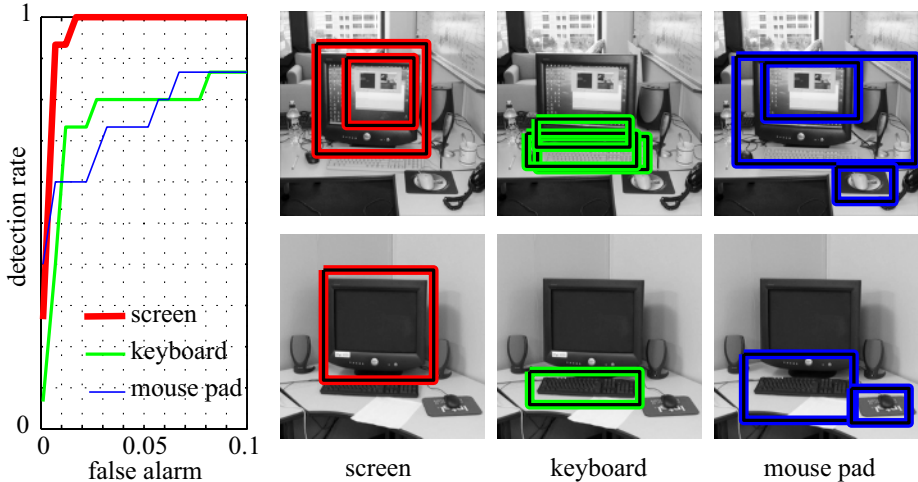 1
detection rate
screen
keyboard
mouse pad
0
0 0.05 0.1
false alarm
screen keyboard mouse pad